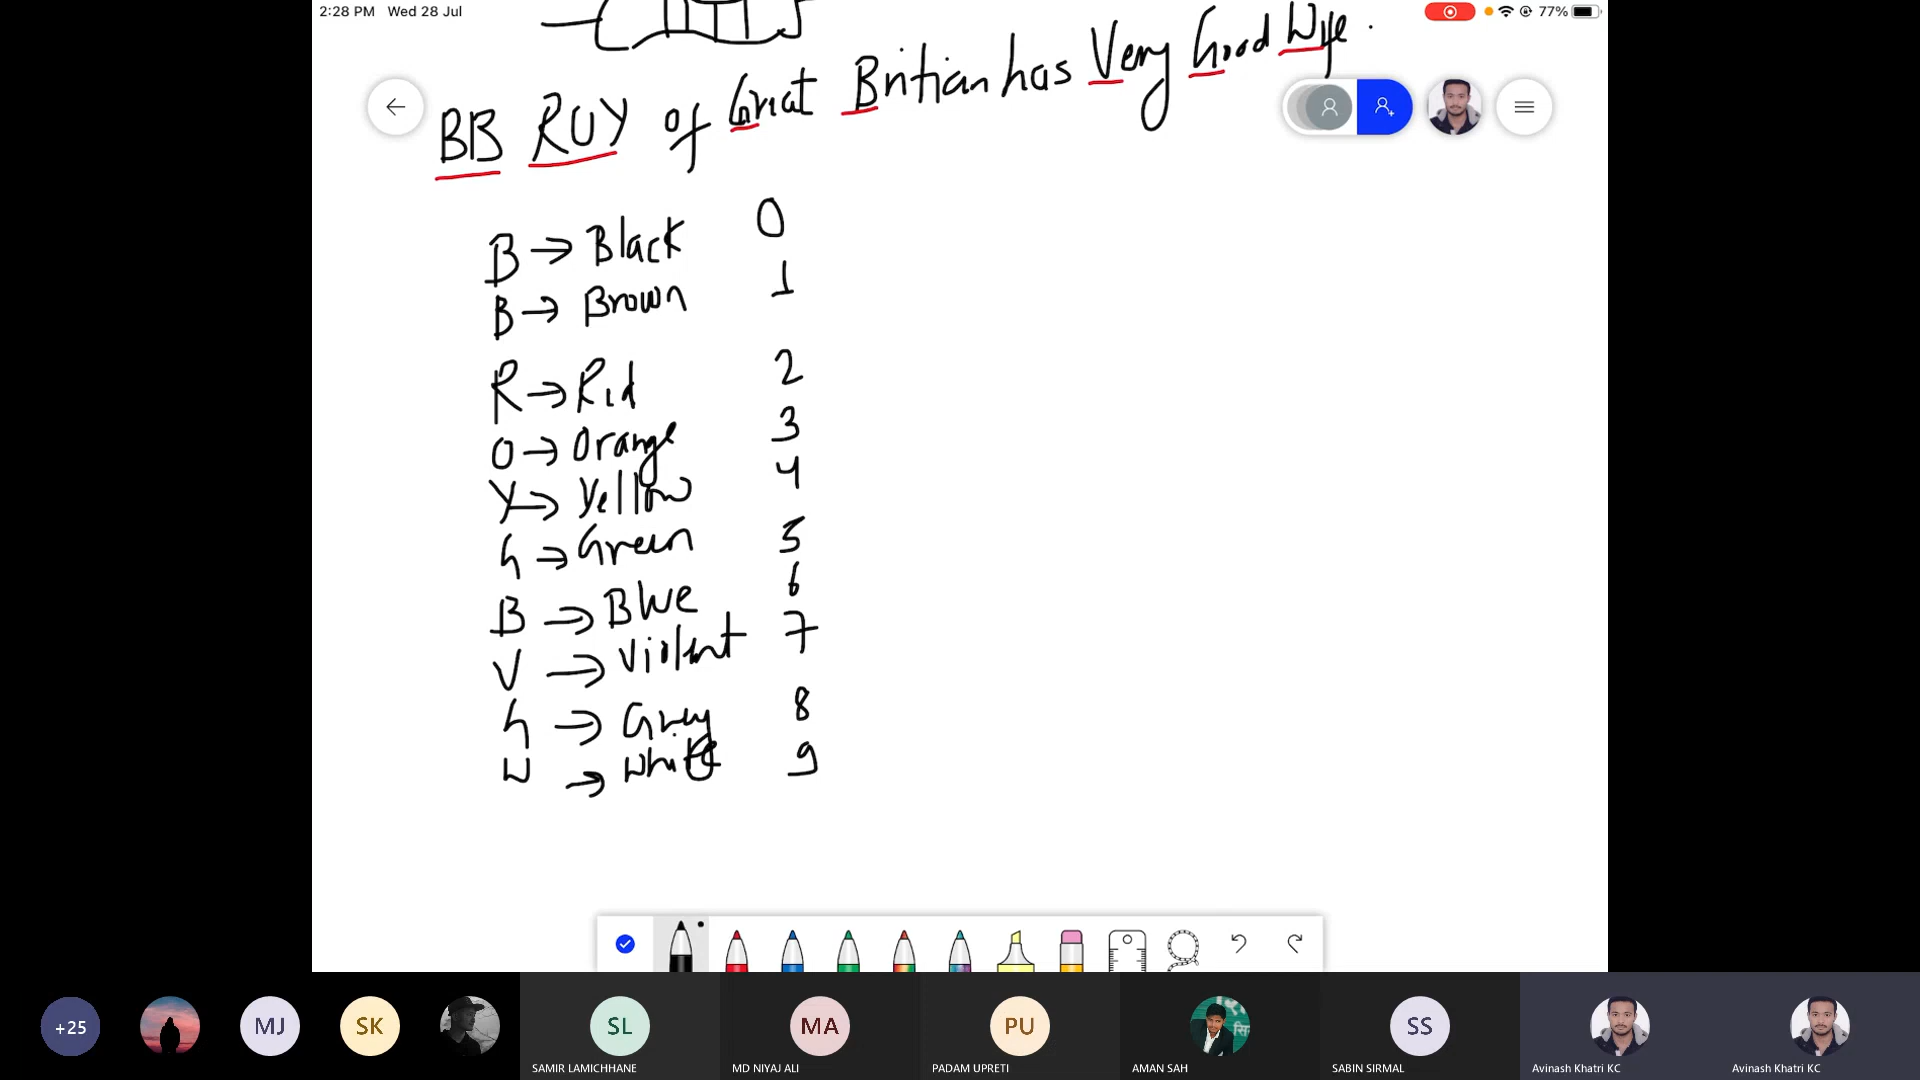 2:28 PM Wed 28 Jul
77%
BB ROY of Great Britian has Very Good Wife.
B → Black 0
B → Brown 1
R → Red 2
O → Orange 3
Y → Yellow 4
G → Green 5
B → Blue 6
V → Violent 7
G → Grey 8
W → White 9
+25
MJ
SK
SL
MA
PU
SS
SAMIR LAMICHHANE
MD NIYAJ ALI
PADAM UPRETI
AMAN SAH
SABIN SIRMAL
Avinash Khatri KC
Avinash Khatri KC